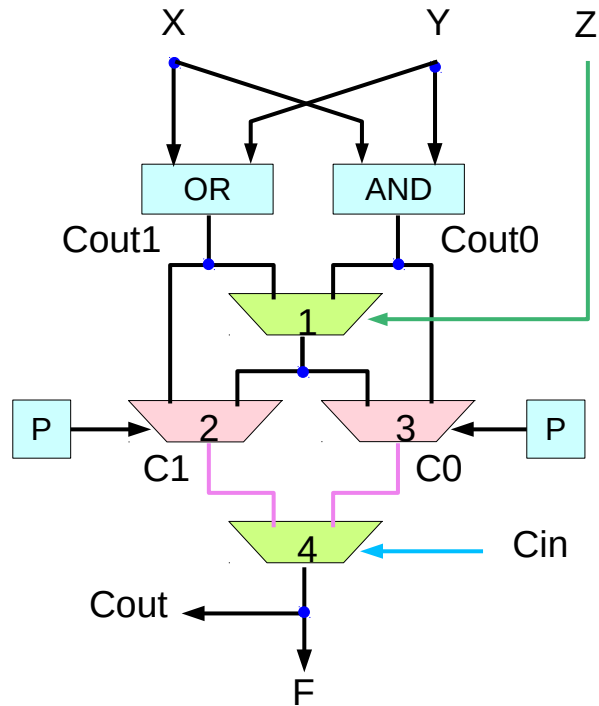 X Y Z
OR AND
Cout1 Cout0
1
P 2 3 P
C1 C0
4 Cin
Cout
F